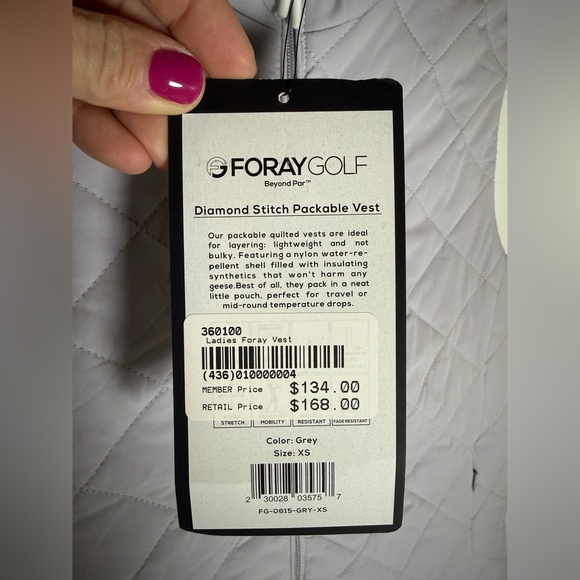 FORAYGOLF
Beyond Par™
Diamond Stitch Packable Vest
Our packable quilted vests are ideal
for layering: lightweight and not
bulky. Featuring a nylon water-re-
pellent shell filled with insulating
synthetics that won't harm any
geese.Best of all, they pack in a neat
little pouch, perfect for travel or
mid-round temperature drops.
360100
Ladies Foray Vest
(436)010000004
MEMBER Price $134.00
RETAIL Price $168.00
STRETCH MOBILITY RESISTANT FADE RESISTANT
Color: Grey
Size: XS
2 30028 03575 7
FG-0615-GRY-XS